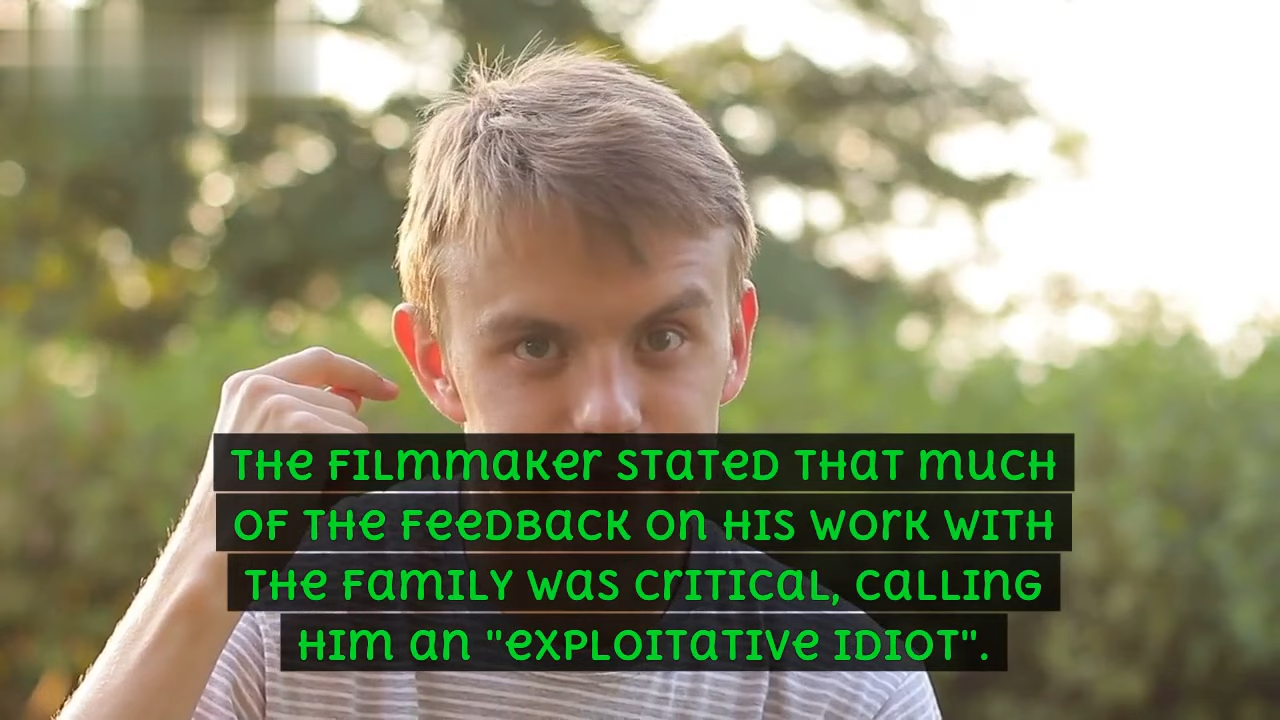 THE FILMMAKER STATED THAT MUCH
OF THE FEEDBACK ON HIS WORK WITH
THE FAMILY WAS CRITICAL, CALLING
HIM AN "EXPLOITATIVE IDIOT".